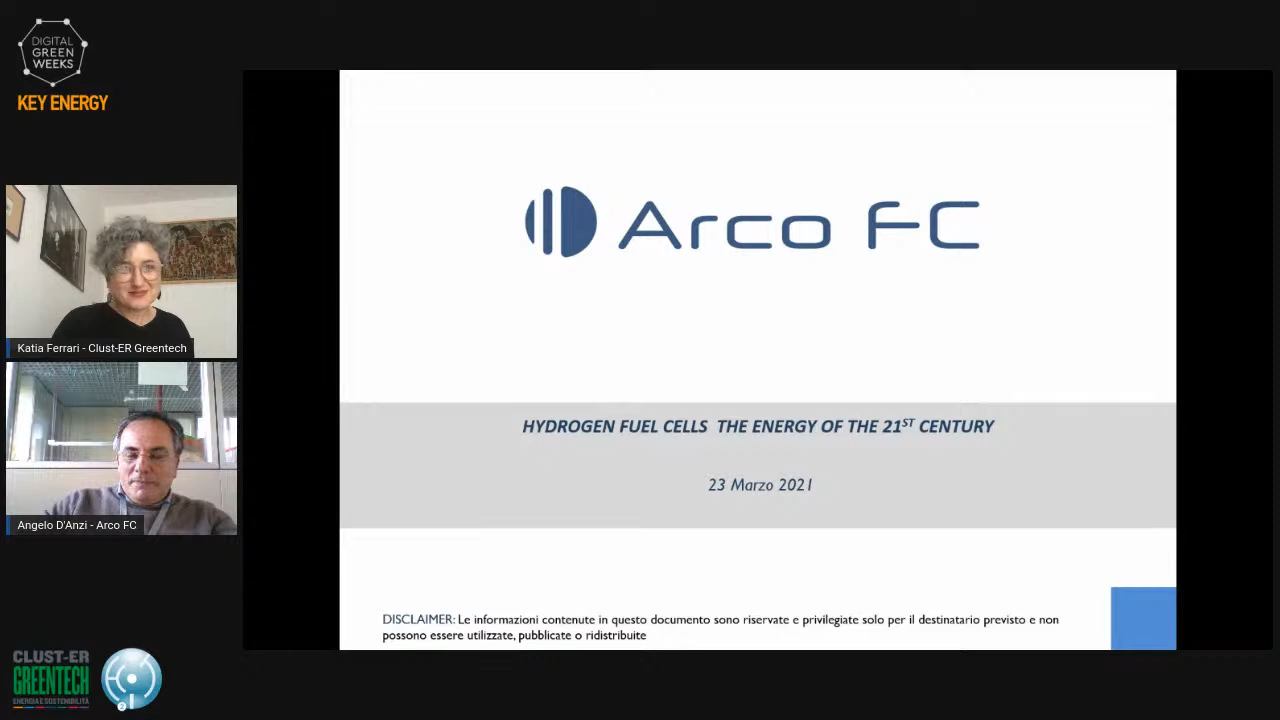 DIGITAL
GREEN
WEEKS
KEY ENERGY
Arco FC
Katia Ferrari - Clust-ER Greentech
HYDROGEN FUEL CELLS THE ENERGY OF THE 21ST CENTURY
23 Marzo 2021
Angelo D'Anzi - Arco FC
DISCLAIMER: Le informazioni contenute in questo documento sono riservate e privilegiate solo per il destinatario previsto e non
possono essere utilizzate, pubblicate o ridistribuite
CLUST-ER
GREENTECH
ENERGIA E SOSTENIBILITÀ
2